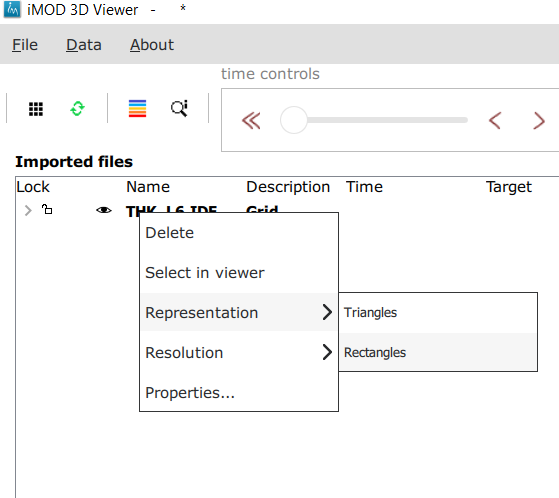 iMOD 3D Viewer - *
File Data About
time controls
Imported files
Lock Name Description Time Target
THK_L6.IDF Grid
Delete
Select in viewer
Representation
Triangles
Rectangles
Resolution
Properties...